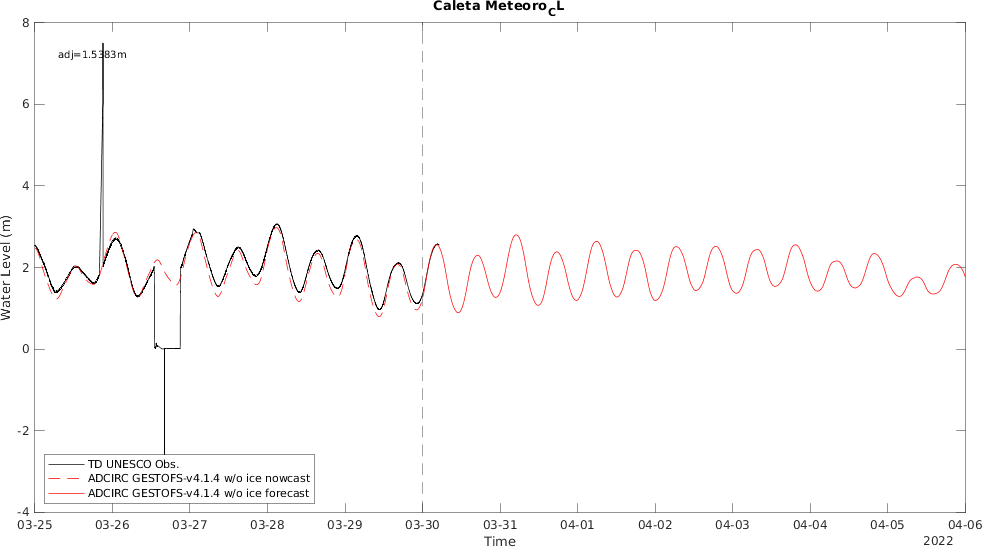 Caleta Meteoro_CL
adj=1.5383m
8
6
4
2
0
-2
-4
Water Level (m)
TD UNESCO Obs.
ADCIRC GESTOFS-v4.1.4 w/o ice nowcast
ADCIRC GESTOFS-v4.1.4 w/o ice forecast
03-25 03-26 03-27 03-28 03-29 03-30 03-31 04-01 04-02 04-03 04-04 04-05 04-06
Time
2022